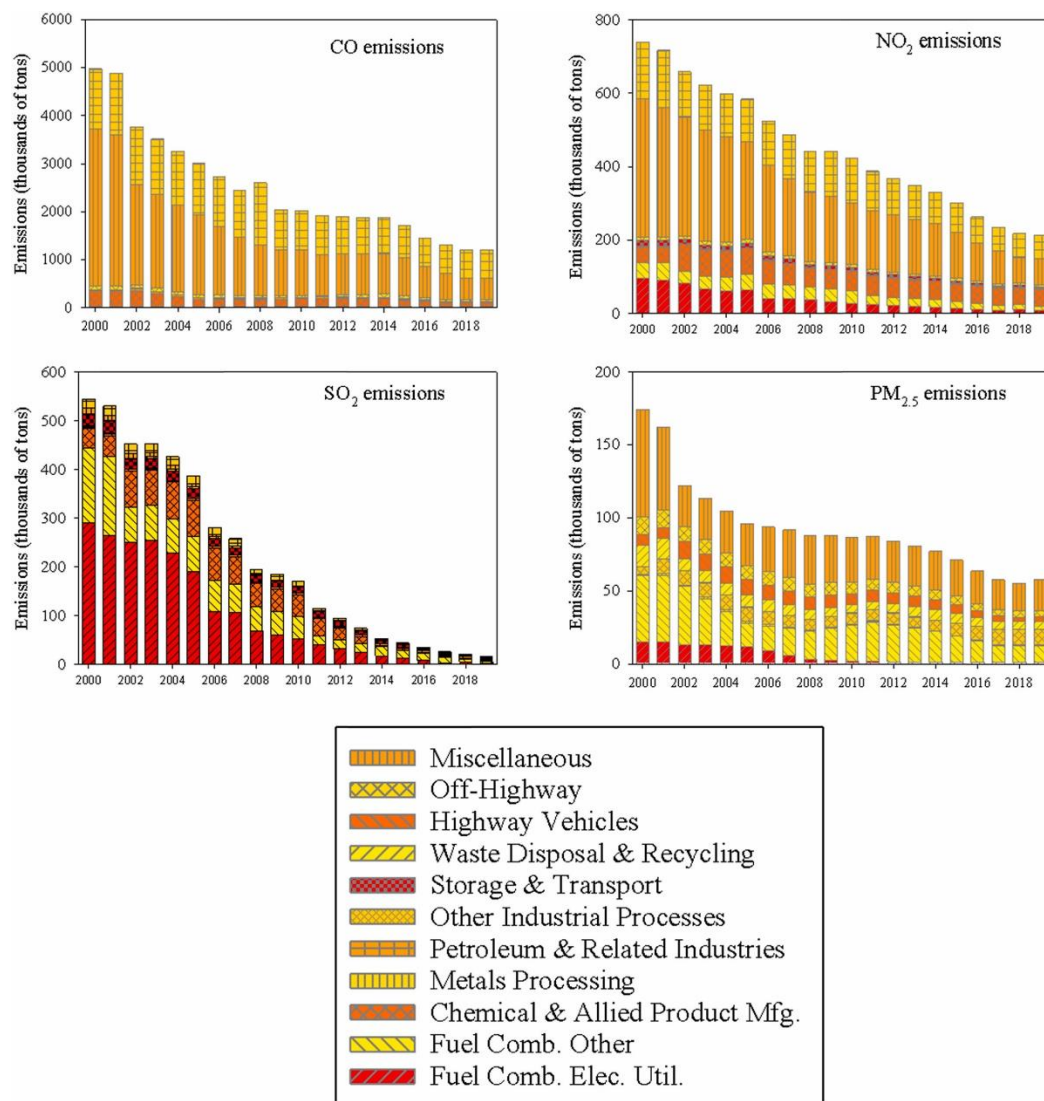 CO emissions
Emissions (thousands of tons)
6000
5000
4000
3000
2000
1000
0
2000 2002 2004 2006 2008 2010 2012 2014 2016 2018
NO2 emissions
Emissions (thousands of tons)
800
600
400
200
0
2000 2002 2004 2006 2008 2010 2012 2014 2016 2018
SO2 emissions
Emissions (thousands of tons)
600
500
400
300
200
100
0
2000 2002 2004 2006 2008 2010 2012 2014 2016 2018
PM2.5 emissions
Emisssions (thousands of tons)
200
150
100
50
0
2000 2002 2004 2006 2008 2010 2012 2014 2016 2018
Miscellaneous
Off-Highway
Highway Vehicles
Waste Disposal & Recycling
Storage & Transport
Other Industrial Processes
Petroleum & Related Industries
Metals Processing
Chemical & Allied Product Mfg.
Fuel Comb. Other
Fuel Comb. Elec. Util.